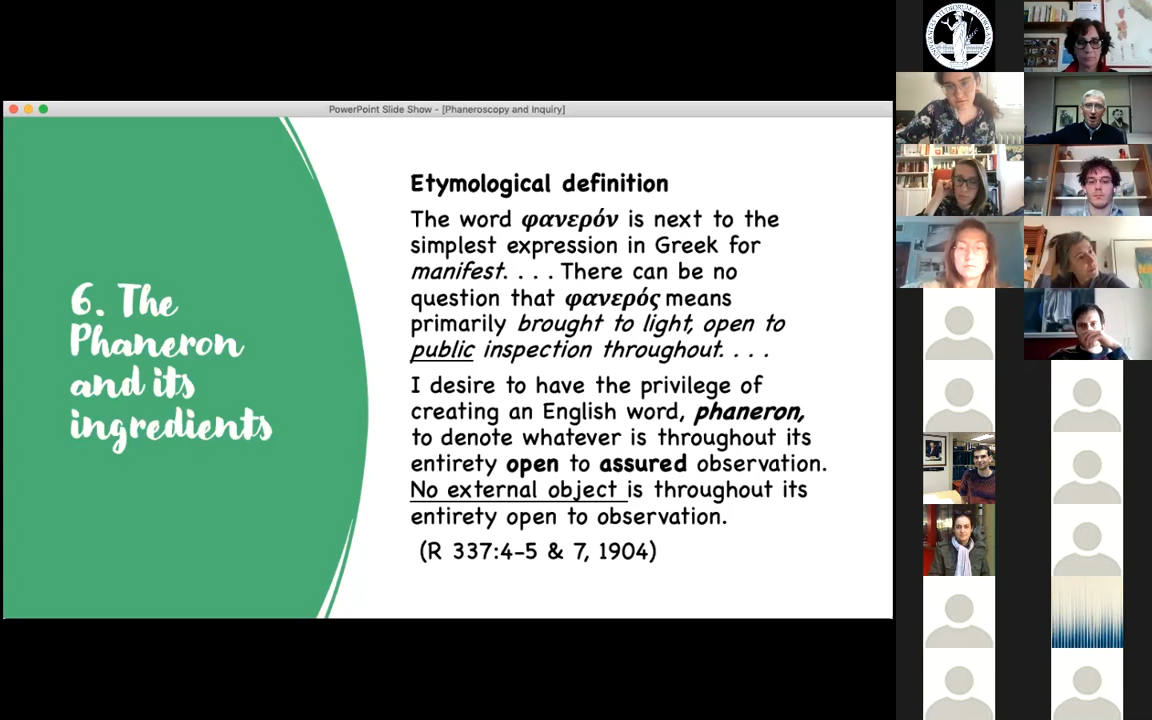 PowerPoint Slide Show - [Phaneroscopy and Inquiry]
6. The
Phaneron
and its
ingredients
Etymological definition
The word φανερόν is next to the
simplest expression in Greek for
manifest. . . . There can be no
question that φανερός means
primarily brought to light, open to
public inspection throughout. . . .
I desire to have the privilege of
creating an English word, phaneron,
to denote whatever is throughout its
entirety open to assured observation.
No external object is throughout its
entirety open to observation.
(R 337:4-5 & 7, 1904)